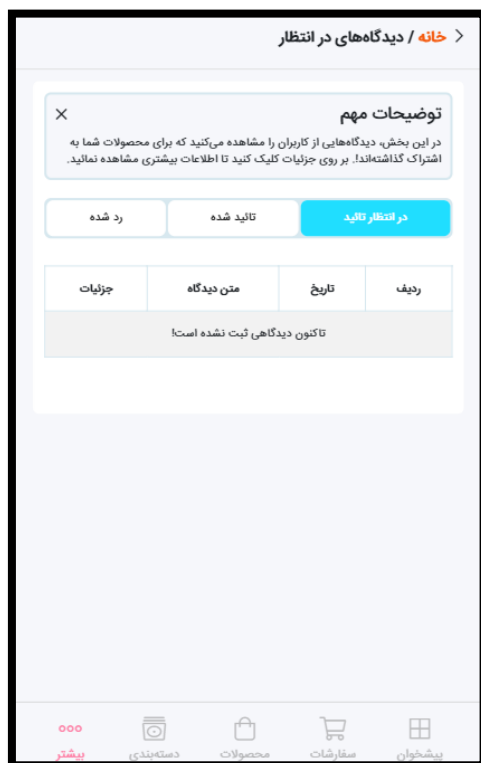 خانه / دیدگاه‌های در انتظار
توضیحات مهم
در این بخش، دیدگاه‌هایی از کاربران را مشاهده می‌کنید که برای محصولات شما به
اشتراک گذاشته‌اند!. بر روی جزئیات کلیک کنید تا اطلاعات بیشتری مشاهده نمائید.
در انتظار تائید تائید شده رد شده
ردیف تاریخ متن دیدگاه جزئیات
تاکنون دیدگاهی ثبت نشده است!
پیشخوان سفارشات محصولات دسته‌بندی بیشتر